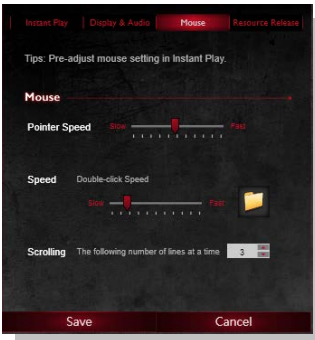 Instant Play Display & Audio Mouse Resource Release
Tips: Pre-adjust mouse setting in Instant Play.
Mouse
Pointer Speed Slow Fast
Speed Double-click Speed
Slow Fast
Scrolling The following number of lines at a time 3
Save Cancel